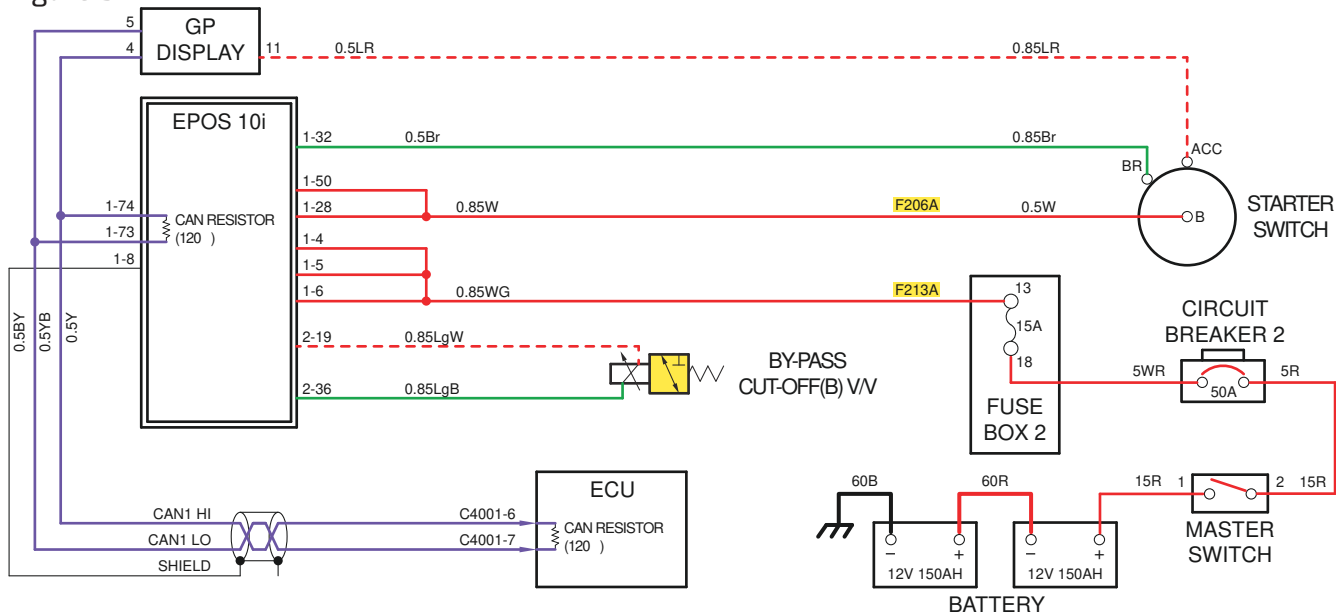 5
GP
DISPLAY
4
11
0.5LR
0.85LR
EPOS 10i
1-32
0.5Br
0.85Br
ACC
BR
1-50
1-28
0.85W
F206A
0.5W
B
STARTER
SWITCH
1-74
CAN RESISTOR
(120 )
1-73
1-8
1-4
1-5
1-6
0.85WG
F213A
13
15A
18
FUSE
BOX 2
CIRCUIT
BREAKER 2
5WR
50A
5R
0.5BY
0.5YB
0.5Y
2-19
0.85LgW
2-36
0.85LgB
BY-PASS
CUT-OFF(B) V/V
ECU
CAN1 HI
C4001-6
CAN RESISTOR
(120 )
CAN1 LO
C4001-7
SHIELD
60B
60R
15R
1
2
15R
MASTER
SWITCH
–
+
12V 150AH
–
+
12V 150AH
BATTERY